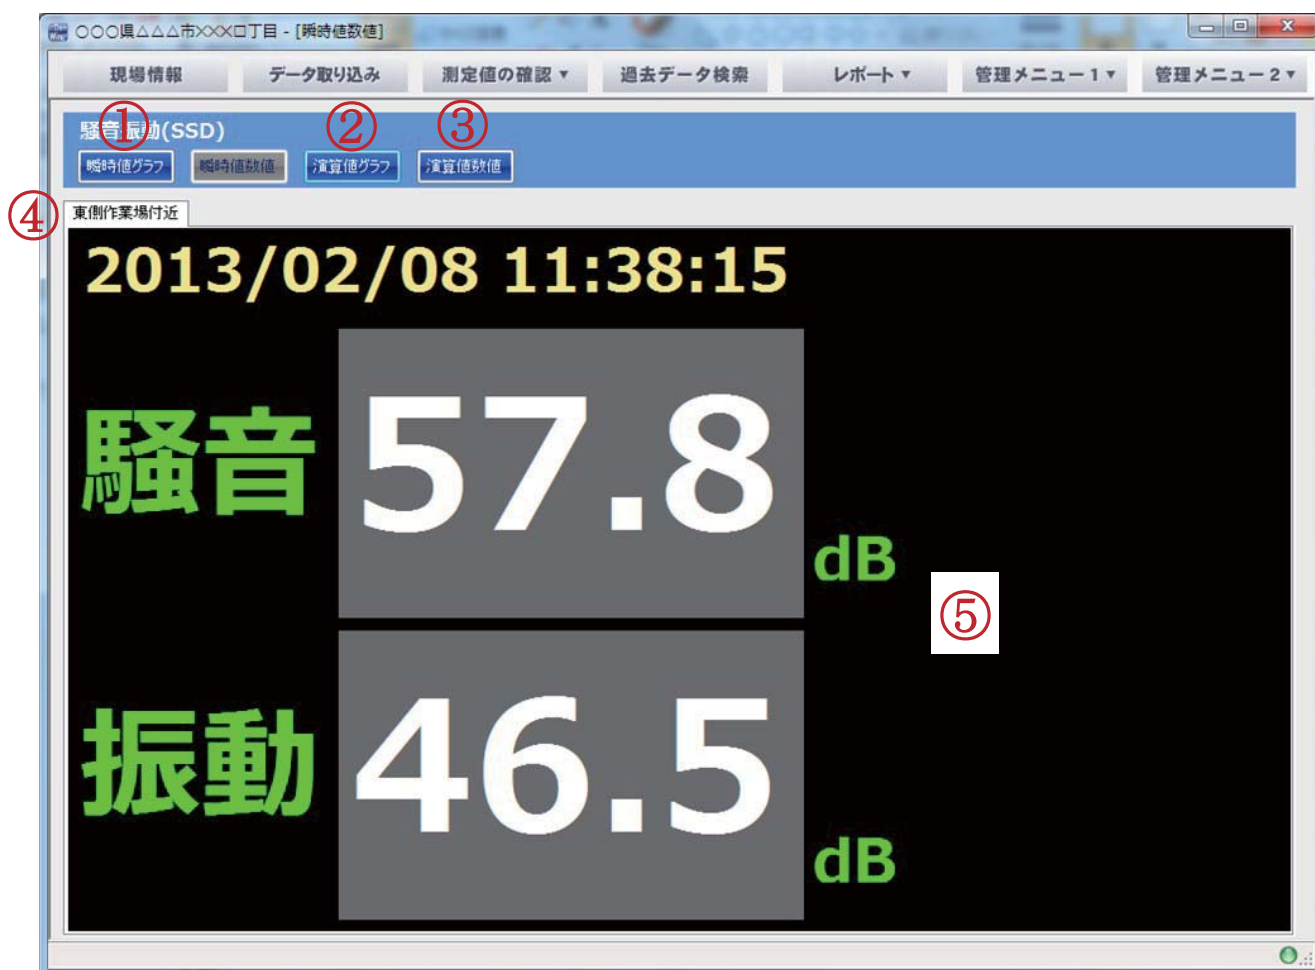 〇〇〇県△△△市×××ロ丁目 - [瞬時値数値]
現場情報 データ取り込み 測定値の確認 ▼ 過去データ検索 レポート ▼ 管理メニュー1 ▼ 管理メニュー2 ▼
① ② ③
騒音振動(SSD)
瞬時値グラフ 瞬時値数値 演算値グラフ 演算値数値
④ 東側作業場付近
2013/02/08 11:38:15
騒音 57.8 dB
⑤
振動 46.5 dB